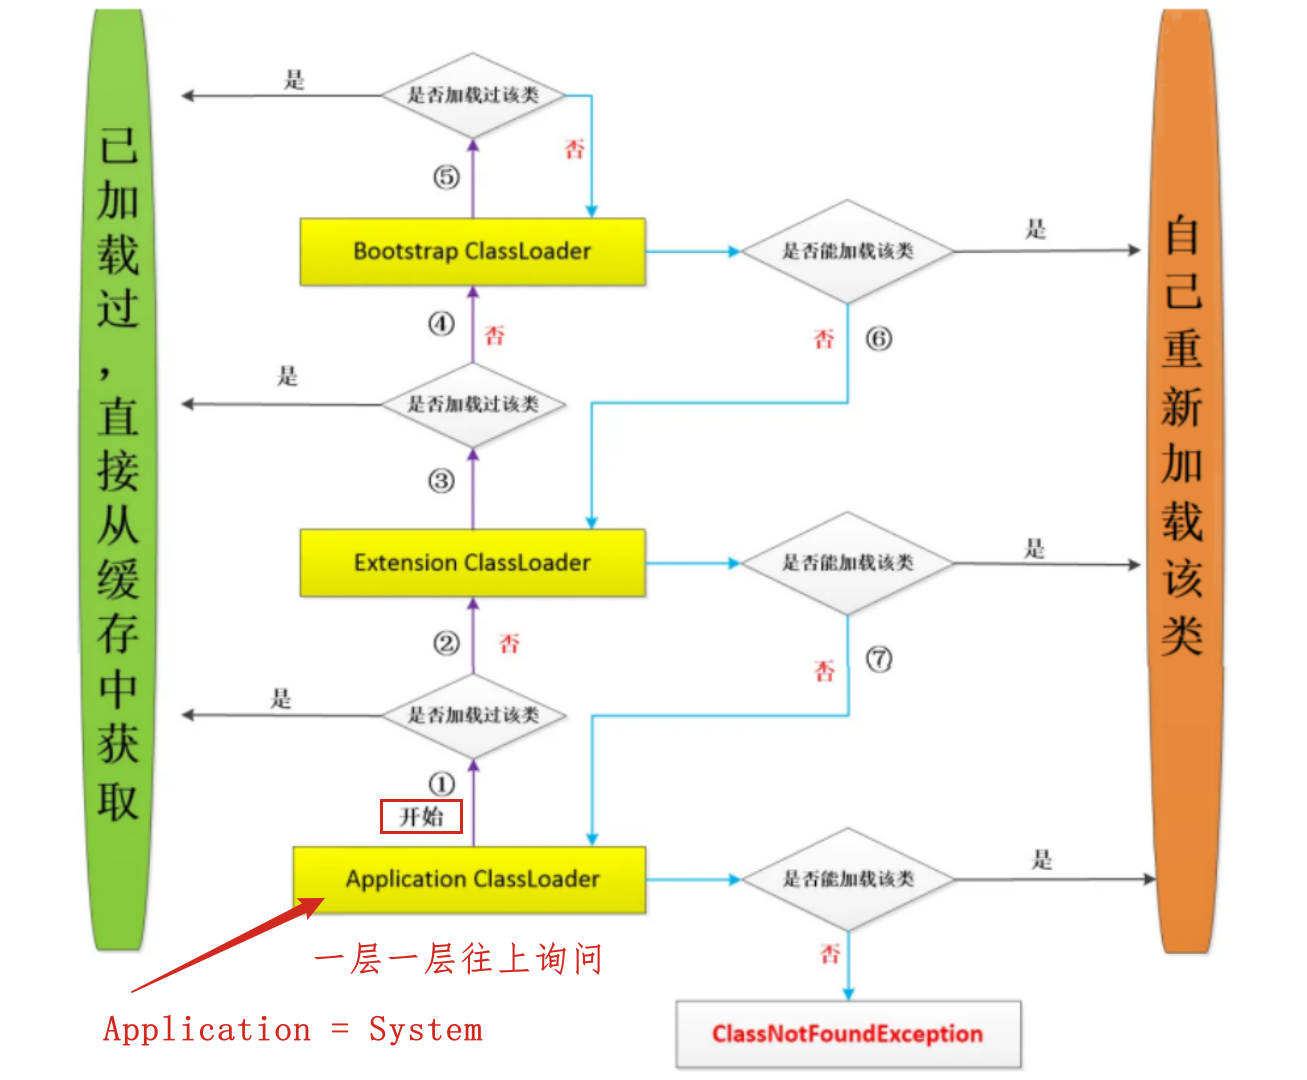 已加载过，直接从缓存中获取
是
是否加载过该类
否
⑤
Bootstrap ClassLoader
是否能加载该类
是
④
否
否
⑥
是
是否加载过该类
③
Extension ClassLoader
是否能加载该类
是
②
否
否
⑦
是
是否加载过该类
①
开始
Application ClassLoader
是否能加载该类
是
否
一层一层往上询问
Application = System
ClassNotFoundException
自己重新加载该类